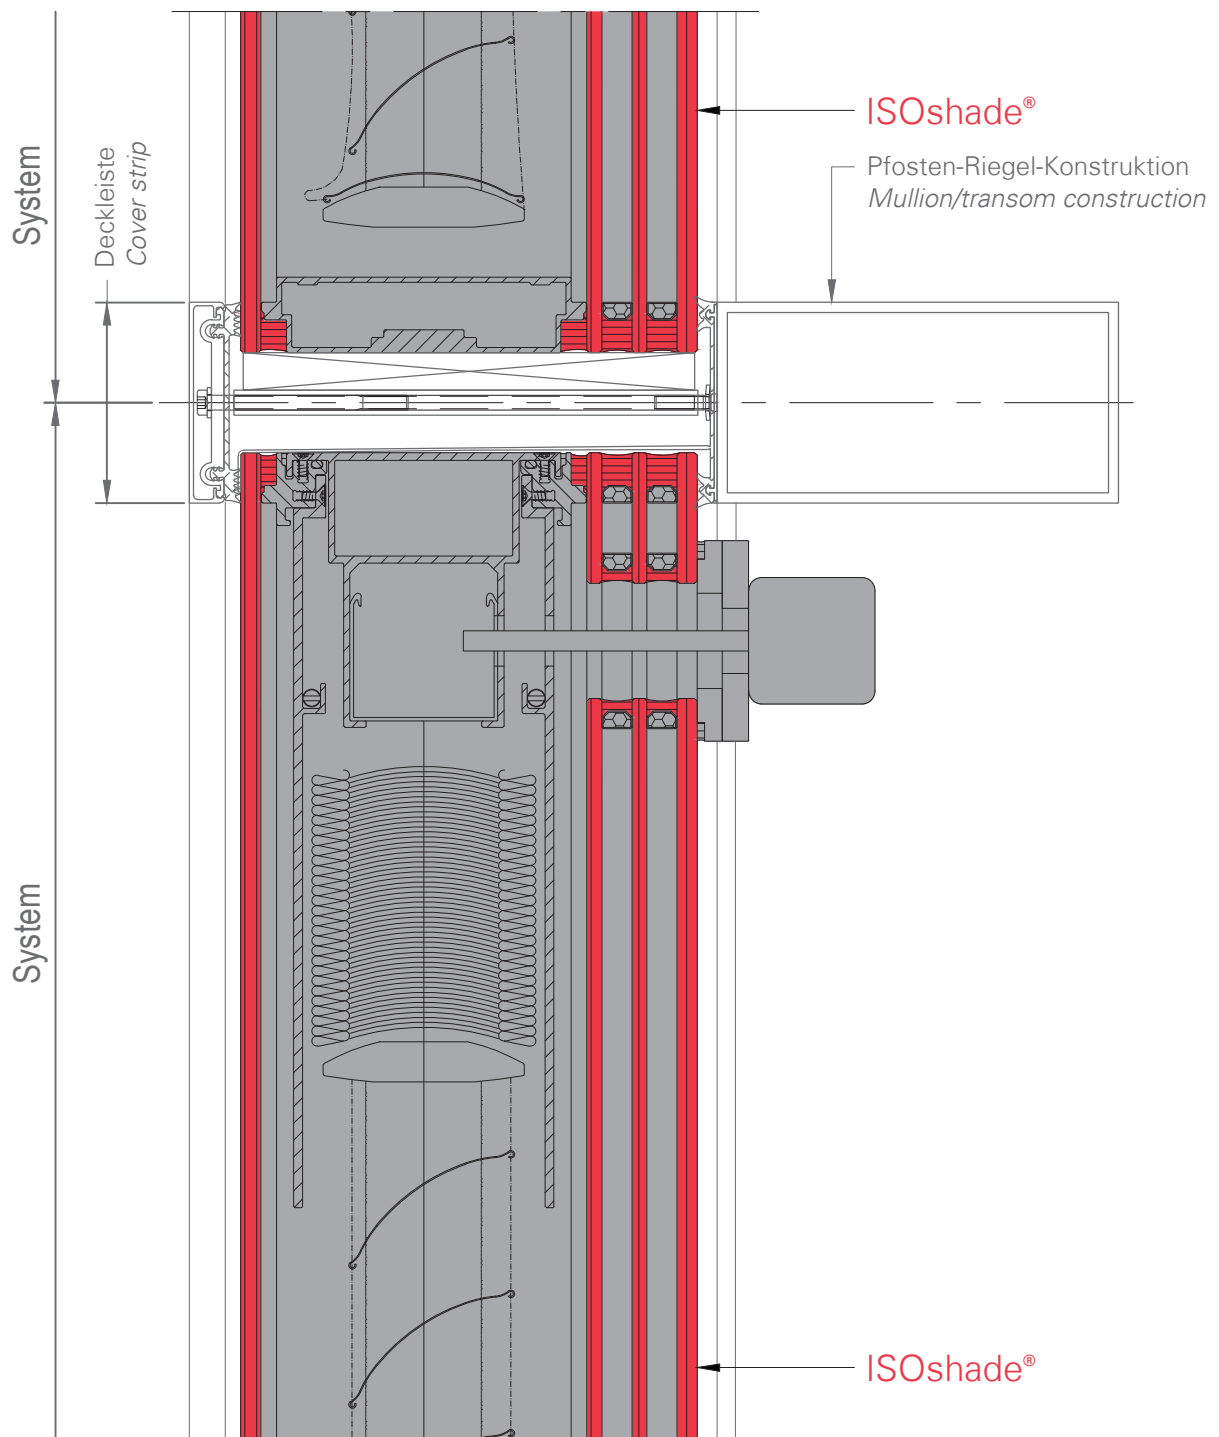 ISOshade®
Pfosten-Riegel-Konstruktion
Mullion/transom construction
System
Deckleiste
Cover strip
System
ISOshade®